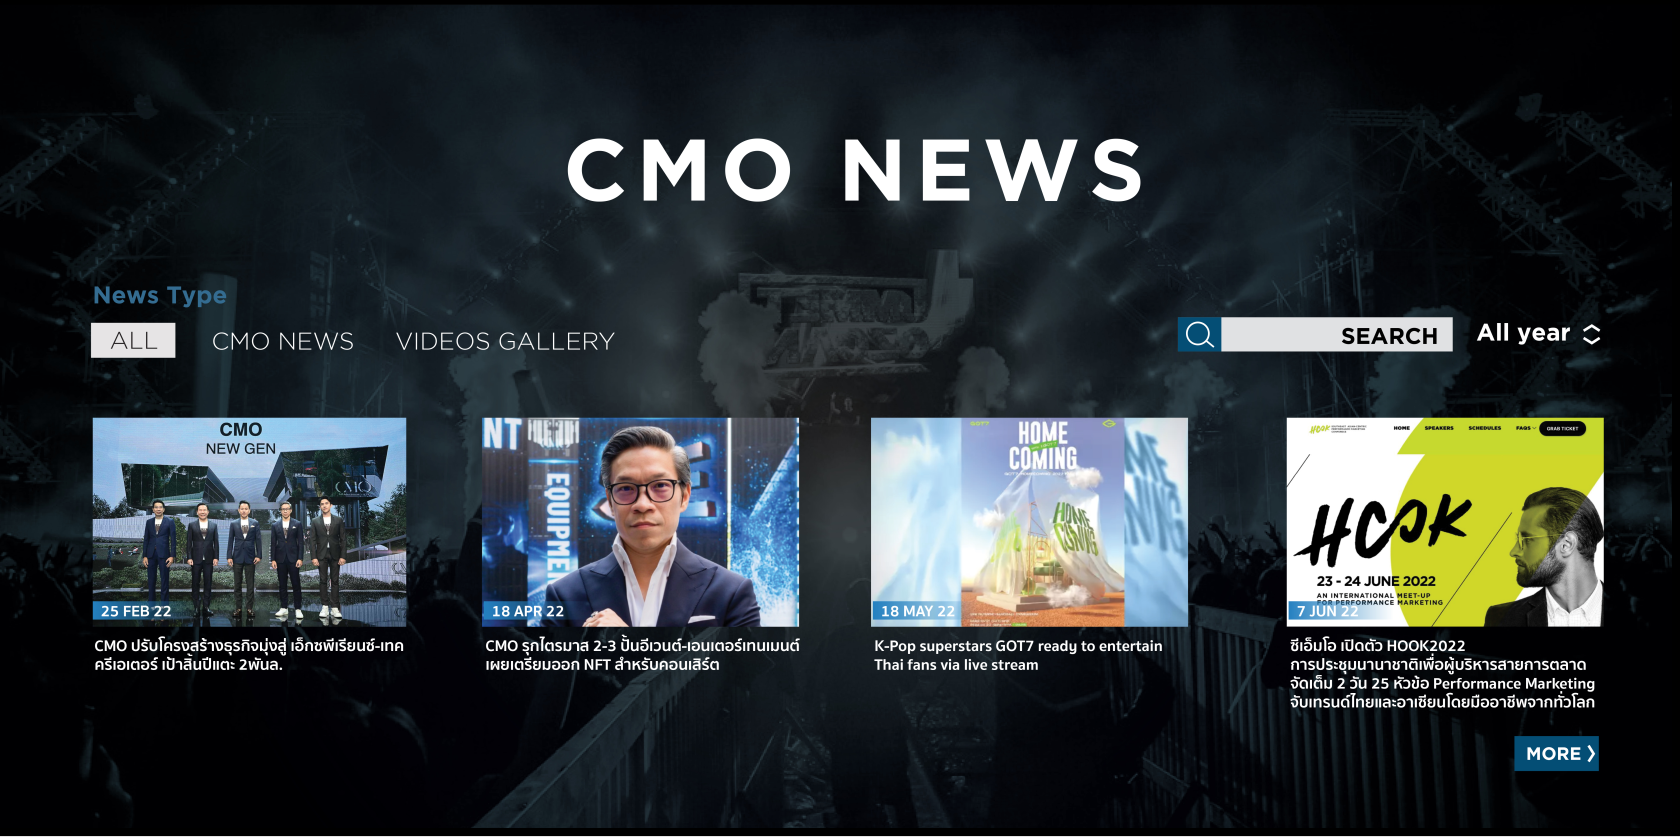 CMO NEWS
News Type
ALL
CMO NEWS
VIDEOS GALLERY
SEARCH
All year
CMO
NEW GEN
CMO
25 FEB 22
CMO ปรับโครงสร้างธุรกิจมุ่งสู่ เอ็กซพีเรียนซ์-เทค
ครีเอเตอร์ เป้าสิ้นปีแตะ 2พันล.
NT
EQUIPME
18 APR 22
CMO รุกไตรมาส 2-3 ปั้นอีเวนต์-เอนเตอร์เทนเมนต์
เผยเตรียมออก NFT สำหรับคอนเสิร์ต
GOT7
HOME
COMING
HOME
COMING
18 MAY 22
K-Pop superstars GOT7 ready to entertain
Thai fans via live stream
HOOK
HOME
SPEAKERS
SCHEDULES
FAQS
GRAB TICKET
HOOK
23 - 24 JUNE 2022
AN INTERNATIONAL MEET-UP
FOR PERFORMANCE MARKETING
7 JUN 22
ซีเอ็มโอ เปิดตัว HOOK2022
การประชุมนานาชาติเพื่อผู้บริหารสายการตลาด
จัดเต็ม 2 วัน 25 หัวข้อ Performance Marketing
จับเทรนด์ไทยและอาเซียนโดยมืออาชีพจากทั่วโลก
MORE